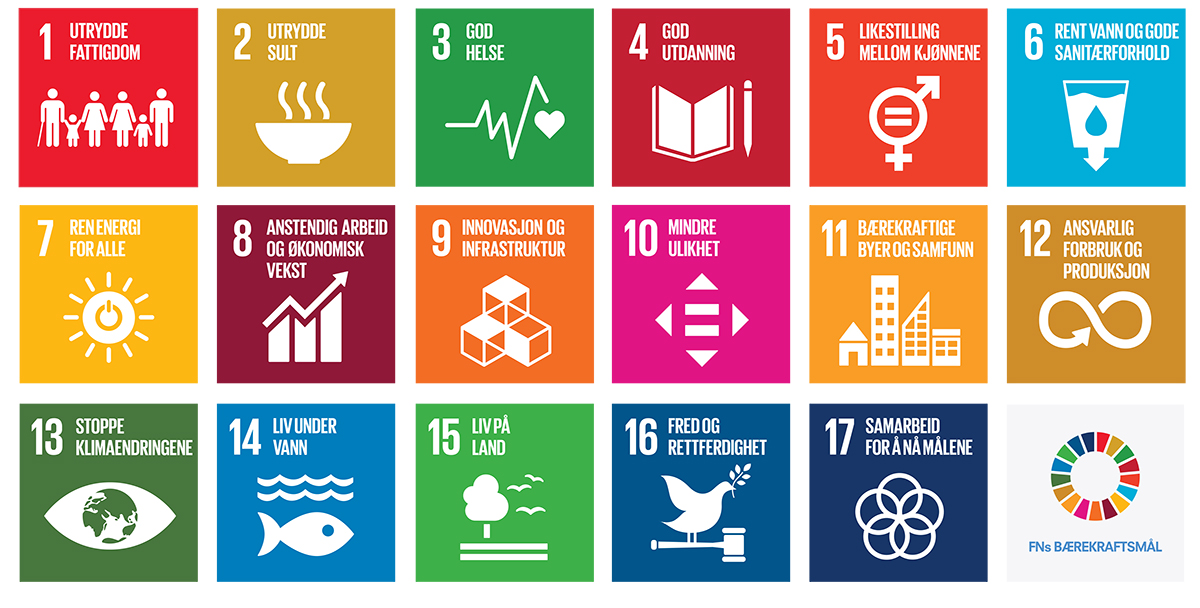 1 UTRYDDE
FATTIGDOM
2 UTRYDDE
SULT
3 GOD
HELSE
4 GOD
UTDANNING
5 LIKESTILLING
MELLOM KJØNNENE
6 RENT VANN OG GODE
SANITÆRFORHOLD
7 REN ENERGI
FOR ALLE
8 ANSTENDIG ARBEID
OG ØKONOMISK
VEKST
9 INNOVASJON OG
INFRASTRUKTUR
10 MINDRE
ULIKHET
11 BÆREKRAFTIGE
BYER OG SAMFUNN
12 ANSVARLIG
FORBRUK OG
PRODUKSJON
13 STOPPE
KLIMAENDRINGENE
14 LIV UNDER
VANN
15 LIV PÅ
LAND
16 FRED OG
RETTFERDIGHET
17 SAMARBEID
FOR Å NÅ MÅLENE
FNs BÆREKRAFTSMÅL